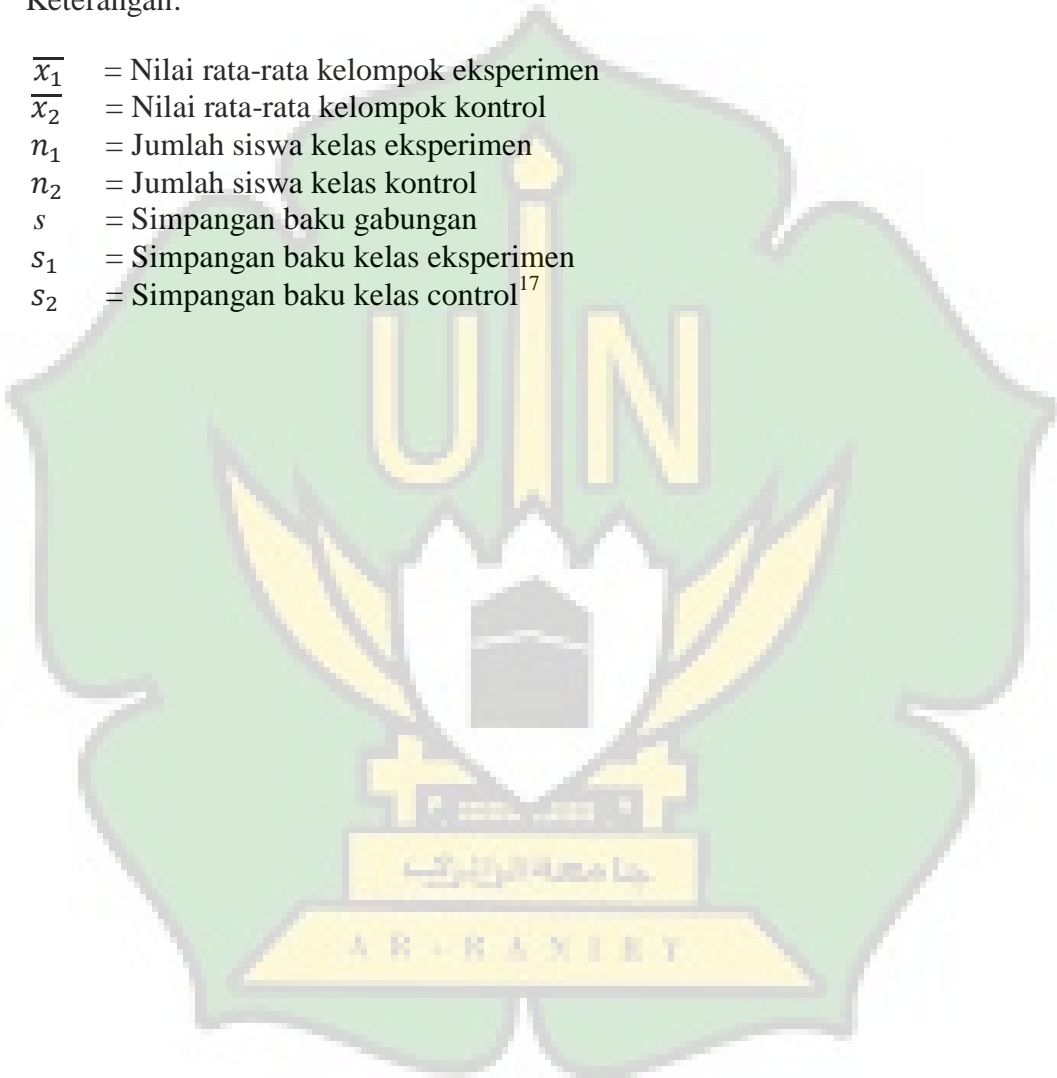 Keterangan:
x̄₁ = Nilai rata-rata kelompok eksperimen
x̄₂ = Nilai rata-rata kelompok kontrol
n₁ = Jumlah siswa kelas eksperimen
n₂ = Jumlah siswa kelas kontrol
s = Simpangan baku gabungan
s₁ = Simpangan baku kelas eksperimen
s₂ = Simpangan baku kelas control¹⁷
UIN
جامعة الرانيري
AR-RANIRY